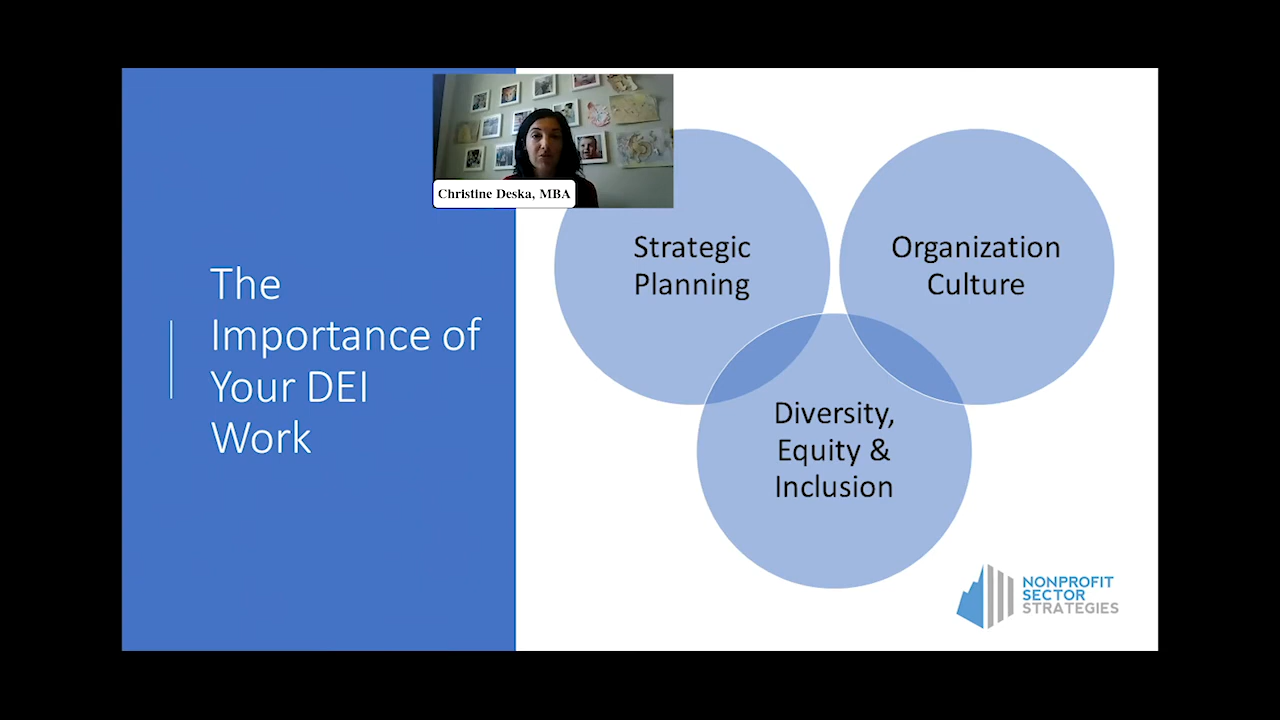 Christine Deska, MBA
The
Importance of
Your DEI
Work
Strategic
Planning
Organization
Culture
Diversity,
Equity &
Inclusion
NONPROFIT
SECTOR
STRATEGIES